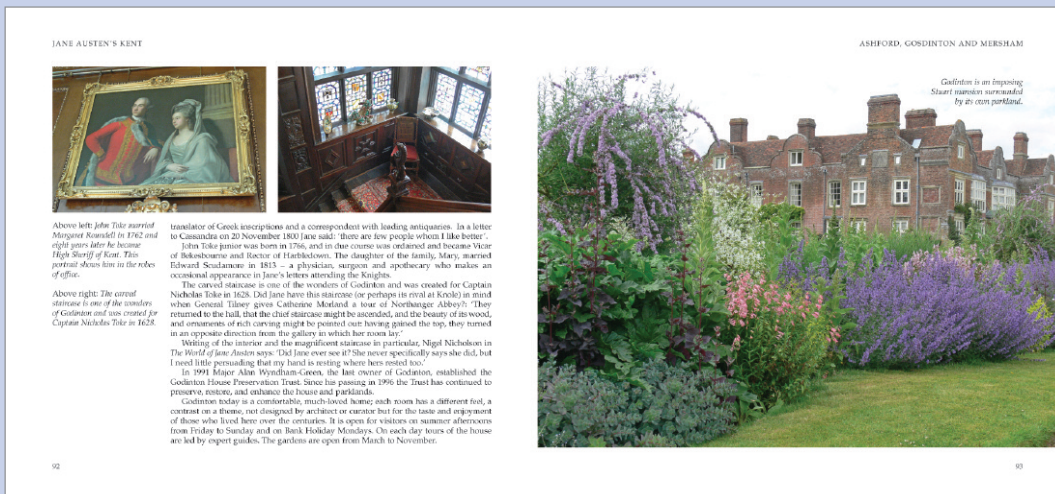 JANE AUSTEN'S KENT
Above left: John Toke married
Margaret Roundell in 1762 and
eight years later he became
High Sheriff of Kent. This
portrait shows him in the robes
of office.
Above right: The carved
staircase is one of the wonders
of Godinton and was created for
Captain Nicholas Toke in 1628.
translator of Greek inscriptions and a correspondent with leading antiquaries. In a letter
to Cassandra on 20 November 1800 Jane said: 'there are few people whom I like better'.
John Toke junior was born in 1766, and in due course was ordained and became Vicar
of Bekesbourne and Rector of Harbledown. The daughter of the family, Mary, married
Edward Scudamore in 1813 – a physician, surgeon and apothecary who makes an
occasional appearance in Jane's letters attending the Knights.
The carved staircase is one of the wonders of Godinton and was created for Captain
Nicholas Toke in 1628. Did Jane have this staircase (or perhaps its rival at Knole) in mind
when General Tilney gives Catherine Morland a tour of Northanger Abbey?: 'They
returned to the hall, that the chief staircase might be ascended, and the beauty of its wood,
and ornaments of rich carving might be pointed out: having gained the top, they turned
in an opposite direction from the gallery in which her room lay.'
Writing of the interior and the magnificent staircase in particular, Nigel Nicholson in
The World of Jane Austen says: 'Did Jane ever see it? She never specifically says she did, but
I need little persuading that my hand is resting where hers rested too.'
In 1991 Major Alan Wyndham-Green, the last owner of Godinton, established the
Godinton House Preservation Trust. Since his passing in 1996 the Trust has continued to
preserve, restore, and enhance the house and parklands.
Godinton today is a comfortable, much-loved home; each room has a different feel, a
contrast on a theme, not designed by architect or curator but for the taste and enjoyment
of those who lived here over the centuries. It is open for visitors on summer afternoons
from Friday to Sunday and on Bank Holiday Mondays. On each day tours of the house
are led by expert guides. The gardens are open from March to November.
92
ASHFORD, GOSDINTON AND MERSHAM
Godinton is an imposing
Stuart mansion surrounded
by its own parkland.
93